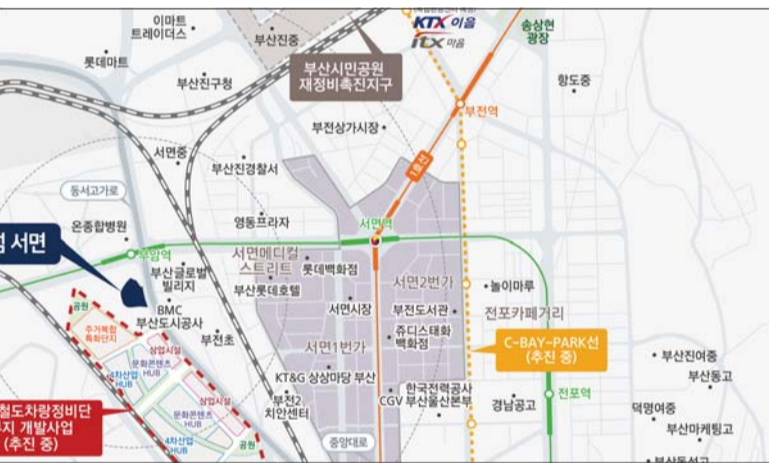 이마트
트레이더스
부산진중
KTX 이음
itx 마음
송상현
광장
롯데마트
부산진구청
부산시민공원
재정비촉진지구
항도중
부전역
부전상가시장
서면중
부산진경찰서
1호선
동서고가로
온종합병원
영동프라자
서면역
서면
부암역
서면메디컬
스트리트
롯데백화점
부산글로벌
빌리지
부산롯데호텔
서면2번가
놀이마루
공원
BMC
부산도시공사
서면시장
부전도서관
전포카페거리
주거복합
특화단지
부전초
쥬디스태화
백화점
C-BAY-PARK선
(추진 중)
상업시설
서면1번가
문화콘텐츠
HUB
4차산업
HUB
KT&G 상상마당 부산
부산진여중
부산동고
상업시설
부전2
치안센터
CGV
한국전력공사
부산울산본부
경남공고
전포역
철도차량정비단
부지 개발사업
(추진 중)
문화콘텐츠
HUB
4차산업
HUB
공원
중앙대로
덕명여중
부산마케팅고
부산동성고